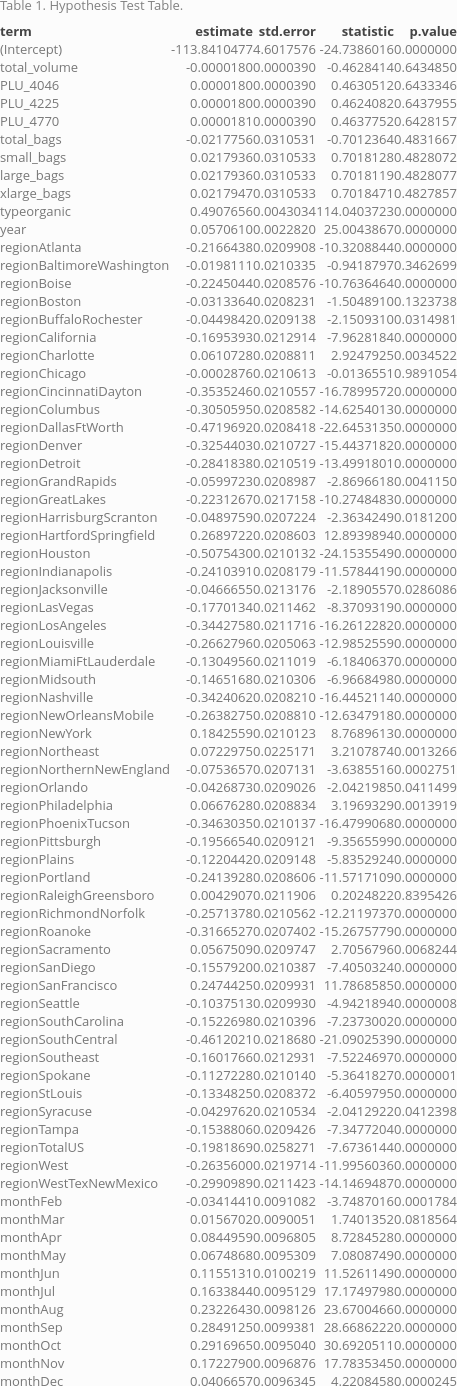 Table 1. Hypothesis Test Table.
term estimate std.error statistic p.value
(Intercept) -113.8410477 4.6017576 -24.7386016 0.0000000
total_volume -0.0000180 0.0000390 -0.4628414 0.6434850
PLU_4046 0.0000180 0.0000390 0.4630512 0.6433346
PLU_4225 0.0000180 0.0000390 0.4624082 0.6437955
PLU_4770 0.0000181 0.0000390 0.4637752 0.6428157
total_bags -0.0217756 0.0310531 -0.7012364 0.4831667
small_bags 0.0217936 0.0310533 0.7018128 0.4828072
large_bags 0.0217936 0.0310533 0.7018119 0.4828077
xlarge_bags 0.0217947 0.0310533 0.7018471 0.4827857
typeorganic 0.4907656 0.0043034 114.0403723 0.0000000
year 0.0570610 0.0022820 25.0043867 0.0000000
regionAtlanta -0.2166438 0.0209908 -10.3208844 0.0000000
regionBaltimoreWashington -0.0198111 0.0210335 -0.9418797 0.3462699
regionBoise -0.2245044 0.0208576 -10.7636464 0.0000000
regionBoston -0.0313364 0.0208231 -1.5048910 0.1323738
regionBuffaloRochester -0.0449842 0.0209138 -2.1509310 0.0314981
regionCalifornia -0.1695393 0.0212914 -7.9628184 0.0000000
regionCharlotte 0.0610728 0.0208811 2.9247925 0.0034522
regionChicago -0.0002876 0.0210613 -0.0136551 0.9891054
regionCincinnatiDayton -0.3535246 0.0210557 -16.7899572 0.0000000
regionColumbus -0.3050595 0.0208582 -14.6254013 0.0000000
regionDallasFtWorth -0.4719692 0.0208418 -22.6453135 0.0000000
regionDenver -0.3254403 0.0210727 -15.4437182 0.0000000
regionDetroit -0.2841838 0.0210519 -13.4991801 0.0000000
regionGrandRapids -0.0599723 0.0208987 -2.8696618 0.0041150
regionGreatLakes -0.2231267 0.0217158 -10.2748483 0.0000000
regionHarrisburgScranton -0.0489759 0.0207224 -2.3634249 0.0181200
regionHartfordSpringfield 0.2689722 0.0208603 12.8939894 0.0000000
regionHouston -0.5075430 0.0210132 -24.1535549 0.0000000
regionIndianapolis -0.2410391 0.0208179 -11.5784419 0.0000000
regionJacksonville -0.0466655 0.0213176 -2.1890557 0.0286086
regionLasVegas -0.1770134 0.0211462 -8.3709319 0.0000000
regionLosAngeles -0.3442758 0.0211716 -16.2612282 0.0000000
regionLouisville -0.2662796 0.0205063 -12.9852559 0.0000000
regionMiamiFtLauderdale -0.1304956 0.0211019 -6.1840637 0.0000000
regionMidsouth -0.1465168 0.0210306 -6.9668498 0.0000000
regionNashville -0.3424062 0.0208210 -16.4452114 0.0000000
regionNewOrleansMobile -0.2638275 0.0208810 -12.6347918 0.0000000
regionNewYork 0.1842559 0.0210123 8.7689613 0.0000000
regionNortheast 0.0722975 0.0225171 3.2107874 0.0013266
regionNorthernNewEngland -0.0753657 0.0207131 -3.6385516 0.0002751
regionOrlando -0.0426873 0.0209026 -2.0421985 0.0411499
regionPhiladelphia 0.0667628 0.0208834 3.1969329 0.0013919
regionPhoenixTucson -0.3463035 0.0210137 -16.4799068 0.0000000
regionPittsburgh -0.1956654 0.0209121 -9.3565599 0.0000000
regionPlains -0.1220442 0.0209148 -5.8352924 0.0000000
regionPortland -0.2413928 0.0208606 -11.5717109 0.0000000
regionRaleighGreensboro 0.0042907 0.0211906 0.2024822 0.8395426
regionRichmondNorfolk -0.2571378 0.0210562 -12.2119737 0.0000000
regionRoanoke -0.3166527 0.0207402 -15.2675779 0.0000000
regionSacramento 0.0567509 0.0209747 2.7056796 0.0068244
regionSanDiego -0.1557920 0.0210387 -7.4050324 0.0000000
regionSanFrancisco 0.2474425 0.0209931 11.7868585 0.0000000
regionSeattle -0.1037513 0.0209930 -4.9421894 0.0000008
regionSouthCarolina -0.1522698 0.0210396 -7.2373002 0.0000000
regionSouthCentral -0.4612021 0.0218680 -21.0902539 0.0000000
regionSoutheast -0.1601766 0.0212931 -7.5224697 0.0000000
regionSpokane -0.1127228 0.0210140 -5.3641827 0.0000001
regionStLouis -0.1334825 0.0208372 -6.4059795 0.0000000
regionSyracuse -0.0429762 0.0210534 -2.0412922 0.0412398
regionTampa -0.1538806 0.0209426 -7.3477204 0.0000000
regionTotalUS -0.1981869 0.0258271 -7.6736144 0.0000000
regionWest -0.2635600 0.0219714 -11.9956036 0.0000000
regionWestTexNewMexico -0.2990989 0.0211423 -14.1469487 0.0000000
monthFeb -0.0341441 0.0091082 -3.7487016 0.0001784
monthMar 0.0156702 0.0090051 1.7401352 0.0818564
monthApr 0.0844959 0.0096805 8.7284528 0.0000000
monthMay 0.0674868 0.0095309 7.0808749 0.0000000
monthJun 0.1155131 0.0100219 11.5261149 0.0000000
monthJul 0.1633844 0.0095129 17.1749798 0.0000000
monthAug 0.2322643 0.0098126 23.6700466 0.0000000
monthSep 0.2849125 0.0099381 28.6686222 0.0000000
monthOct 0.2916965 0.0095040 30.6920511 0.0000000
monthNov 0.1722790 0.0096876 17.7835345 0.0000000
monthDec 0.0406657 0.0096345 4.2208458 0.0000245